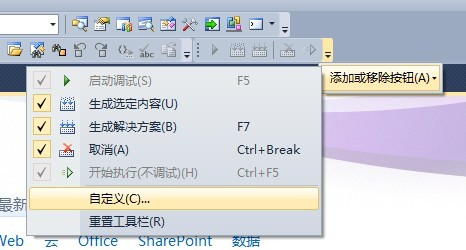 添加或移除按钮(A)
启动调试(S) F5
生成选定内容(U)
生成解决方案(B) F7
取消(A) Ctrl+Break
开始执行(不调试)(H) Ctrl+F5
自定义(C)...
最新
重置工具栏(R)
Web 云 Office SharePoint 数据